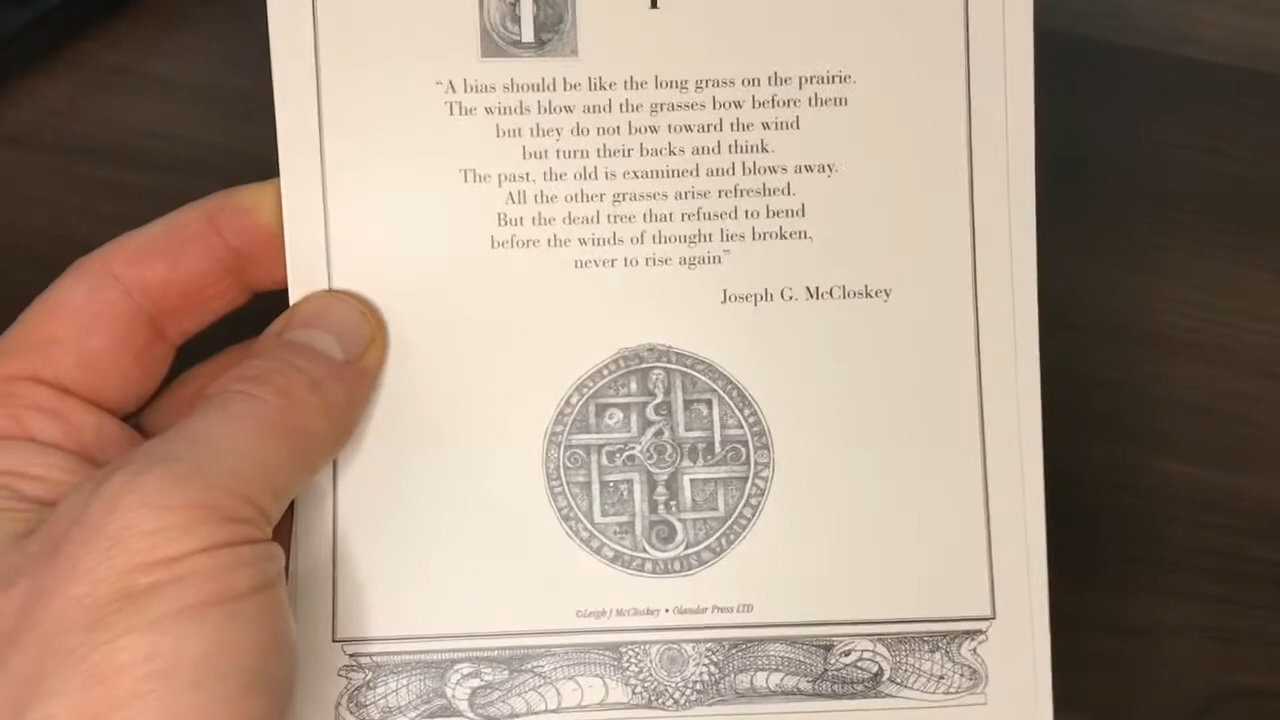 “A bias should be like the long grass on the prairie.
The winds blow and the grasses bow before them
but they do not bow toward the wind
but turn their backs and think.
The past, the old is examined and blows away.
All the other grasses arise refreshed.
But the dead tree that refused to bend
before the winds of thought lies broken,
never to rise again”
Joseph G. McCloskey
©Leigh J McCloskey • Olandar Press LTD